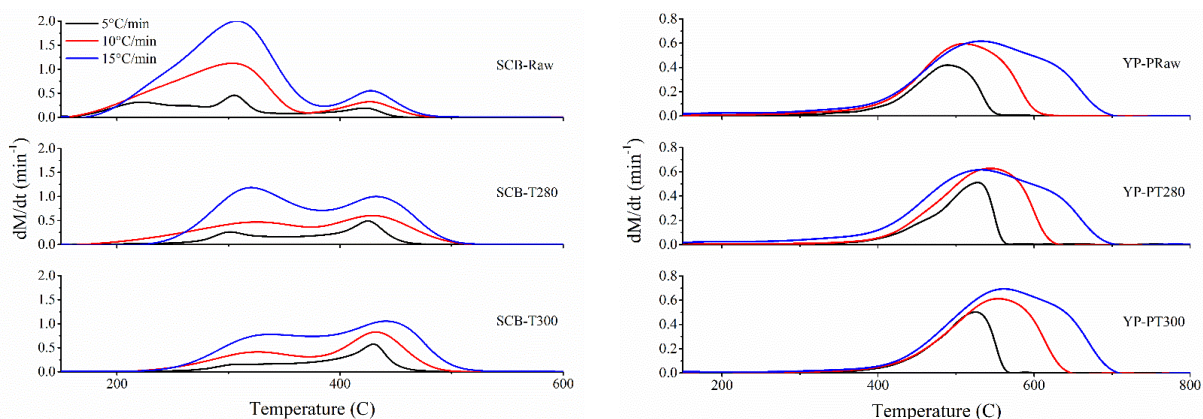 2.0
1.5
1.0
0.5
0.0
5°C/min
10°C/min
15°C/min
SCB-Raw
2.0
1.5
1.0
0.5
0.0
SCB-T280
2.0
1.5
1.0
0.5
0.0
SCB-T300
dM/dt (min-1)
200
400
600
Temperature (C)
0.8
0.6
0.4
0.2
0.0
YP-PRaw
0.8
0.6
0.4
0.2
0.0
YP-PT280
0.8
0.6
0.4
0.2
0.0
YP-PT300
dM/dt (min-1)
200
400
600
800
Temperature (C)